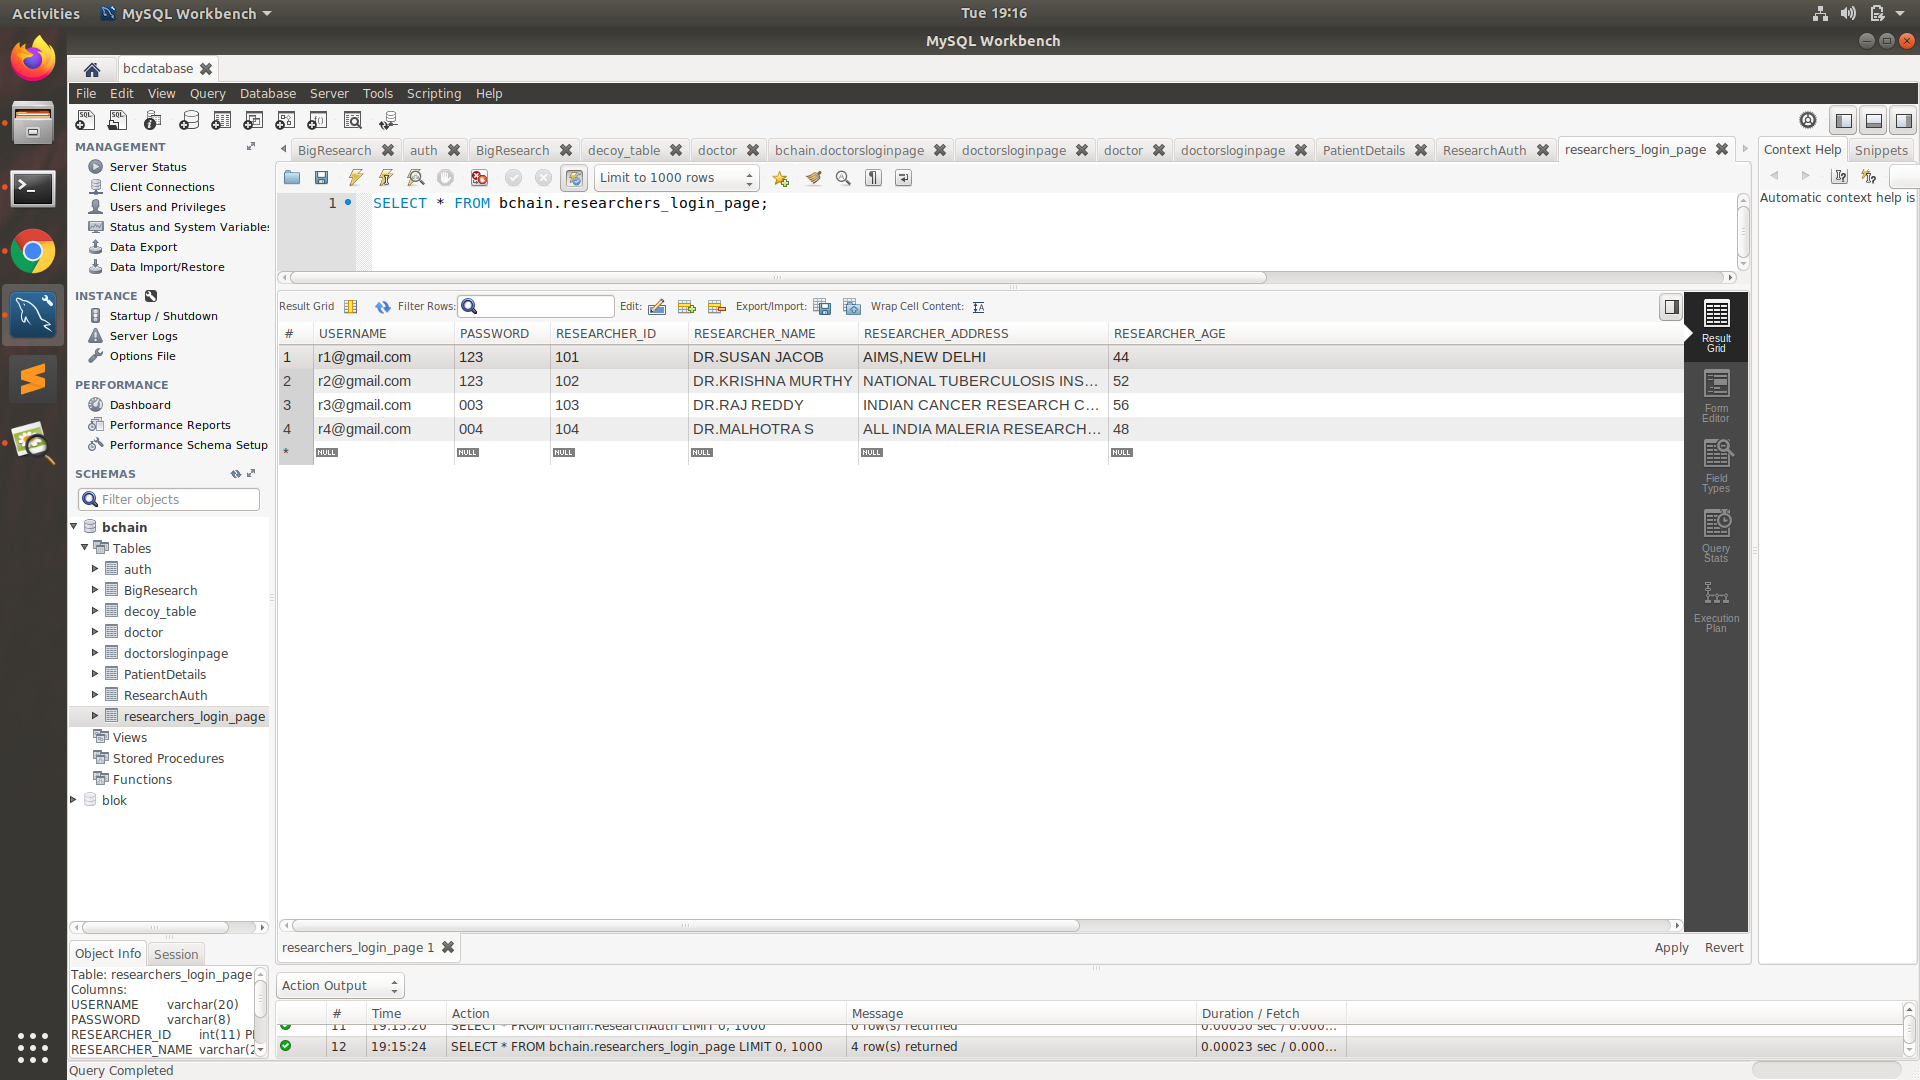 Activities MySQL Workbench Tue 19:16
MySQL Workbench
bcdatabase
File Edit View Query Database Server Tools Scripting Help
MANAGEMENT
Server Status
Client Connections
Users and Privileges
Status and System Variable
Data Export
Data Import/Restore
INSTANCE
Startup / Shutdown
Server Logs
Options File
PERFORMANCE
Dashboard
Performance Reports
Performance Schema Setup
SCHEMAS
Filter objects
bchain
Tables
auth
BigResearch
decoy_table
doctor
doctorsloginpage
PatientDetails
ResearchAuth
researchers_login_page
Views
Stored Procedures
Functions
blok
Object Info Session
Table: researchers_login_page
Columns:
USERNAME varchar(20)
PASSWORD varchar(8)
RESEARCHER_ID int(11) P
RESEARCHER_NAME varchar(2
Query Completed
BigResearch auth BigResearch decoy_table doctor bchain.doctorsloginpage doctorsloginpage doctor doctorsloginpage PatientDetails ResearchAuth researchers_login_page
Limit to 1000 rows
1 SELECT * FROM bchain.researchers_login_page;
Result Grid Filter Rows: Edit: Export/Import: Wrap Cell Content:
# USERNAME PASSWORD RESEARCHER_ID RESEARCHER_NAME RESEARCHER_ADDRESS RESEARCHER_AGE
1 r1@gmail.com 123 101 DR.SUSAN JACOB AIMS,NEW DELHI 44
2 r2@gmail.com 123 102 DR.KRISHNA MURTHY NATIONAL TUBERCULOSIS INS... 52
3 r3@gmail.com 003 103 DR.RAJ REDDY INDIAN CANCER RESEARCH C... 56
4 r4@gmail.com 004 104 DR.MALHOTRA S ALL INDIA MALERIA RESEARCH... 48
* NULL NULL NULL NULL NULL NULL
Result
Grid
Form
Editor
Field
Types
Query
Stats
Execution
Plan
researchers_login_page 1 Apply Revert
Action Output
# Time Action Message Duration / Fetch
11 19:15:20 SELECT * FROM bchain.ResearchAuth LIMIT 0, 1000 0 row(s) returned 0.00030 sec / 0.000...
12 19:15:24 SELECT * FROM bchain.researchers_login_page LIMIT 0, 1000 4 row(s) returned 0.00023 sec / 0.000...
Context Help Snippets
Automatic context help is